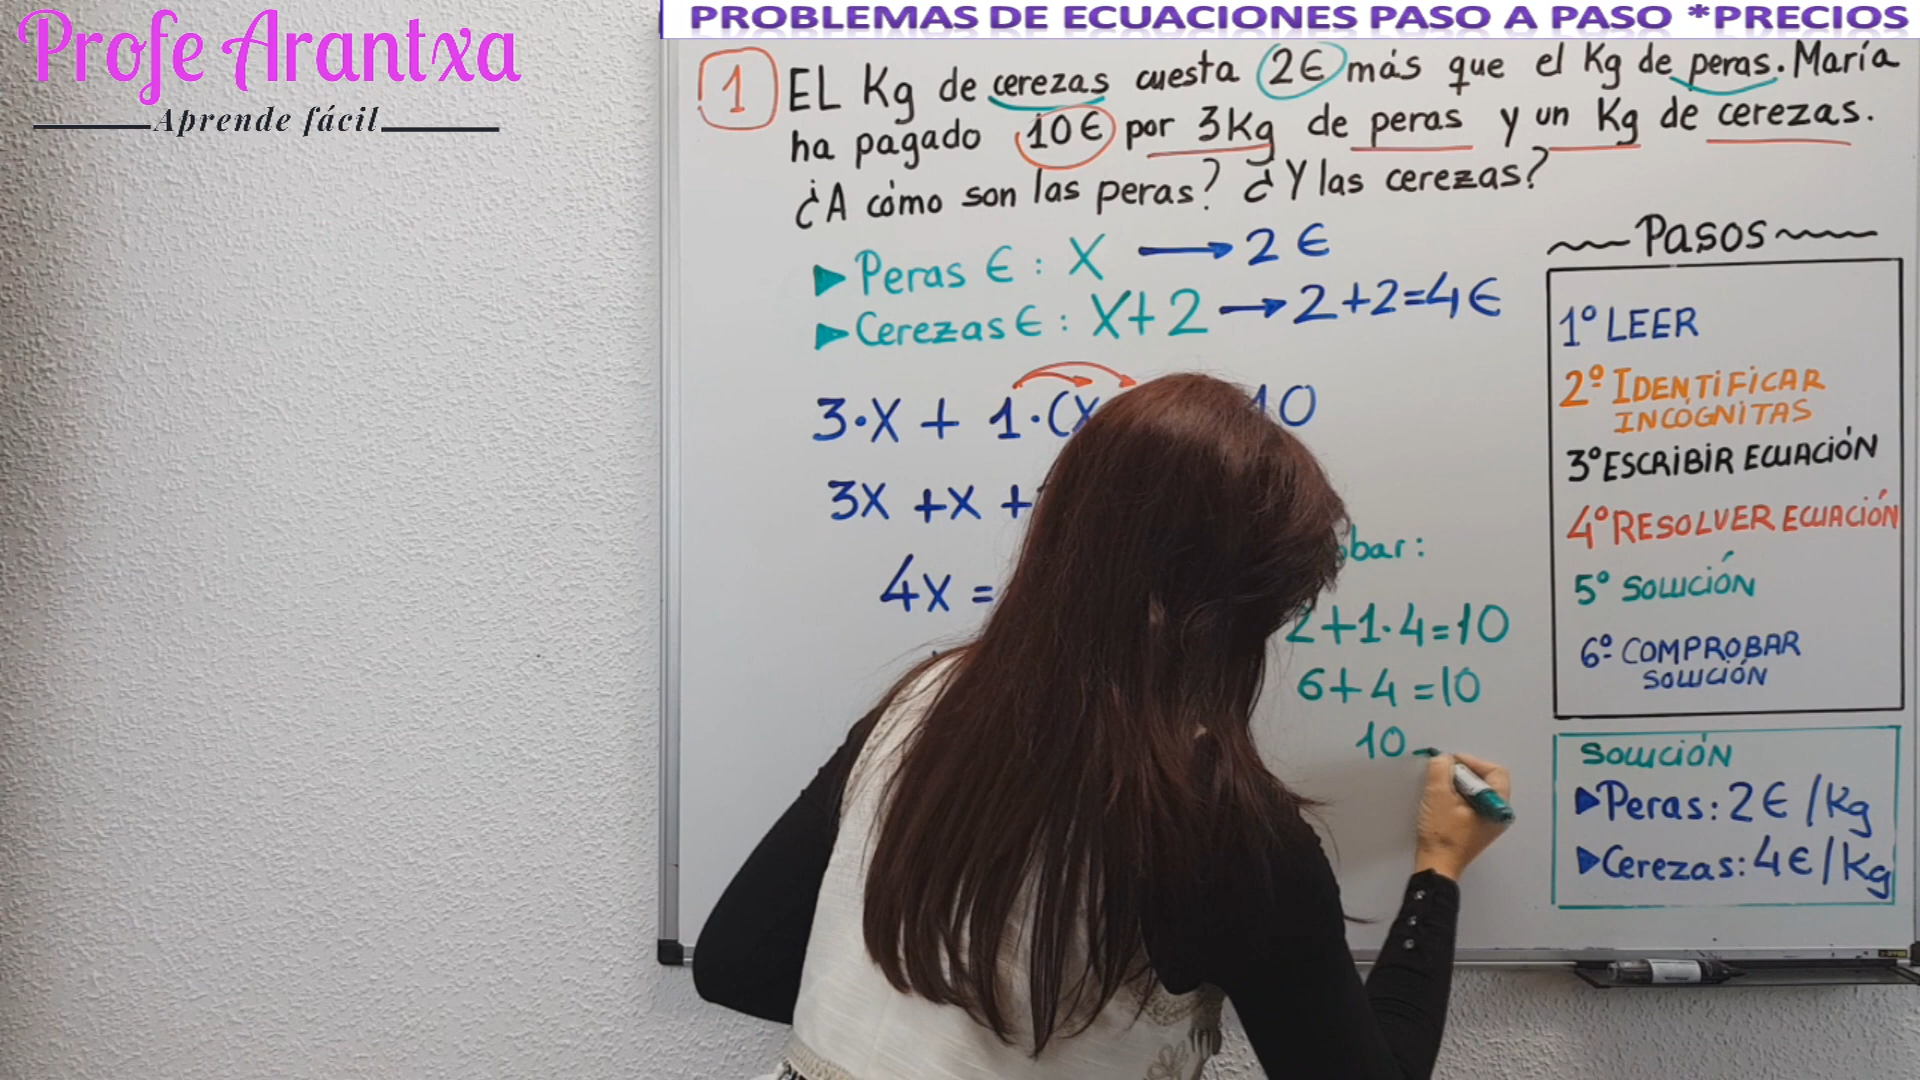 Profe Arantxa
Aprende fácil
PROBLEMAS DE ECUACIONES PASO A PASO *PRECIOS
1 EL Kg de cerezas cuesta 2€ más que el Kg de peras. María
ha pagado 10€ por 3Kg de peras y un Kg de cerezas.
¿A cómo son las peras? ¿Y las cerezas?
Peras €: X → 2 €
Cerezas €: X+2 → 2+2=4€
3·X + 1·(X 10
3X +X +
4X =
bar:
2+1·4=10
6+4=10
10
Pasos
1º LEER
2º IDENTIFICAR
INCÓGNITAS
3º ESCRIBIR ECUACIÓN
4º RESOLVER ECUACIÓN
5º SOLUCIÓN
6º COMPROBAR
SOLUCIÓN
SOLUCIÓN
Peras: 2€/Kg
Cerezas: 4€/Kg